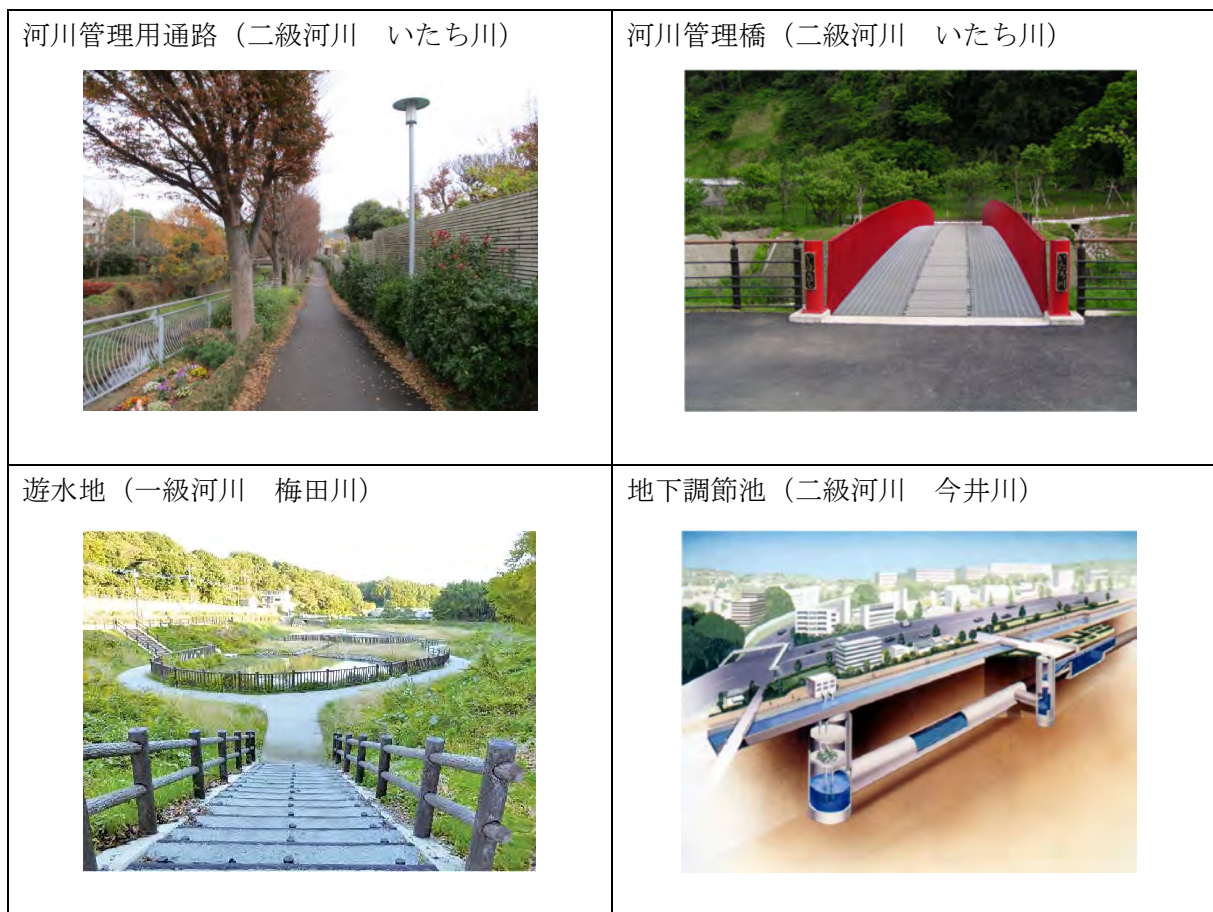 河川管理用通路（二級河川　いたち川）
河川管理橋（二級河川　いたち川）
遊水地（一級河川　梅田川）
地下調節池（二級河川　今井川）